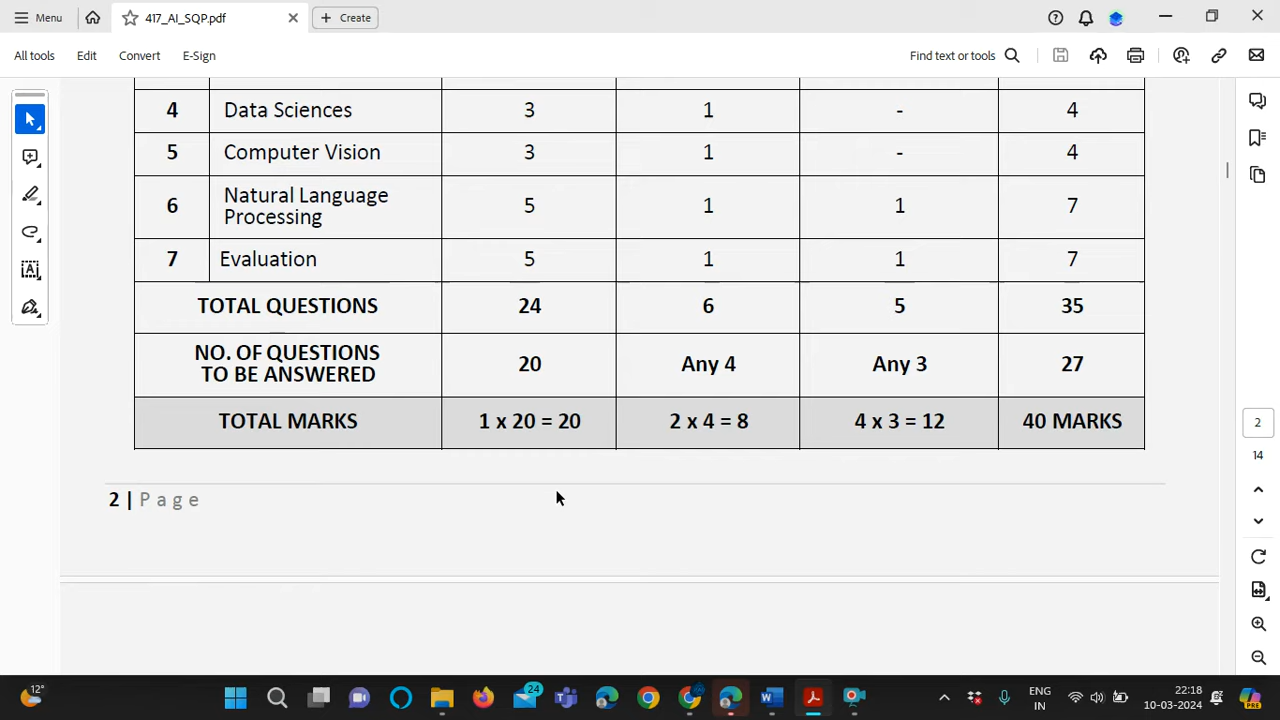 Menu
417_AI_SQP.pdf
Create
All tools Edit Convert E-Sign
Find text or tools
4 Data Sciences 3 1 - 4
5 Computer Vision 3 1 - 4
6 Natural Language Processing 5 1 1 7
7 Evaluation 5 1 1 7
TOTAL QUESTIONS 24 6 5 35
NO. OF QUESTIONS
TO BE ANSWERED 20 Any 4 Any 3 27
TOTAL MARKS 1 x 20 = 20 2 x 4 = 8 4 x 3 = 12 40 MARKS
2 | P a g e
2
14
12°
24
ENG
IN
22:18
10-03-2024
PRE